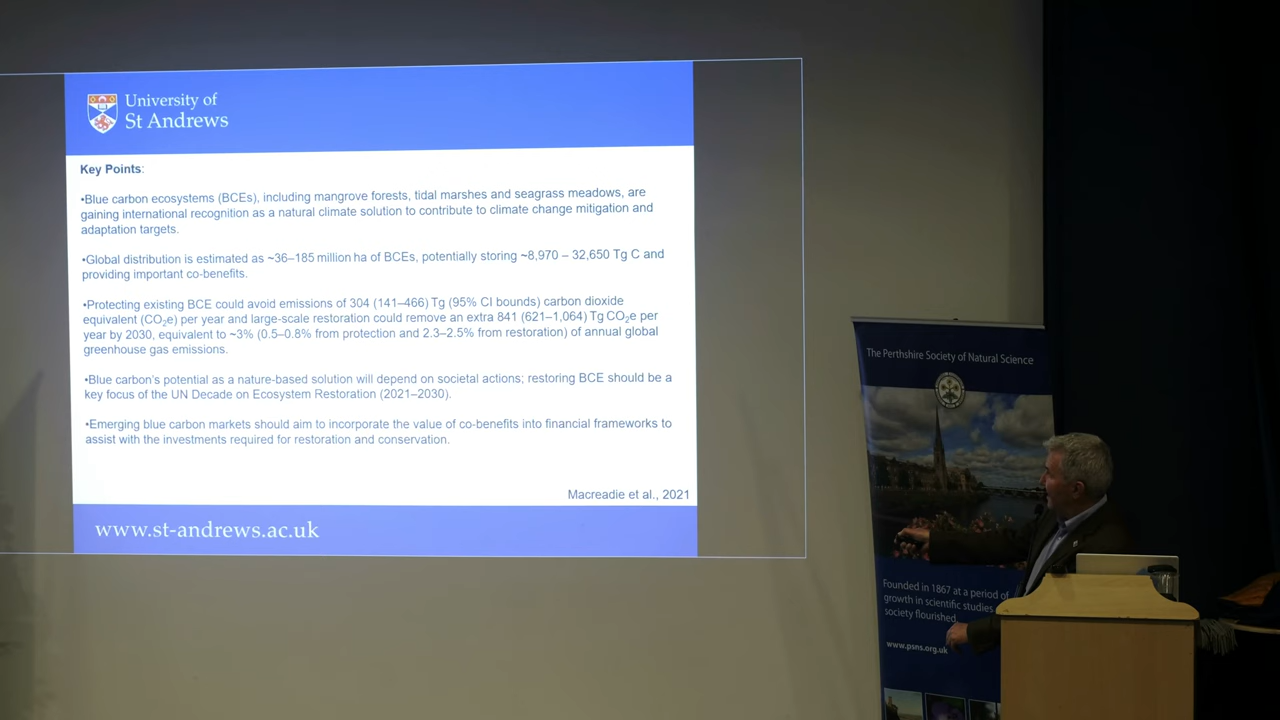 University of
St Andrews
Key Points:
•Blue carbon ecosystems (BCEs), including mangrove forests, tidal marshes and seagrass meadows, are
gaining international recognition as a natural climate solution to contribute to climate change mitigation and
adaptation targets.
•Global distribution is estimated as ~36–185 million ha of BCEs, potentially storing ~8,970 – 32,650 Tg C and
providing important co-benefits.
•Protecting existing BCE could avoid emissions of 304 (141–466) Tg (95% CI bounds) carbon dioxide
equivalent (CO₂e) per year and large-scale restoration could remove an extra 841 (621–1,064) Tg CO₂e per
year by 2030, equivalent to ~3% (0.5–0.8% from protection and 2.3–2.5% from restoration) of annual global
greenhouse gas emissions.
•Blue carbon's potential as a nature-based solution will depend on societal actions; restoring BCE should be a
key focus of the UN Decade on Ecosystem Restoration (2021–2030).
•Emerging blue carbon markets should aim to incorporate the value of co-benefits into financial frameworks to
assist with the investments required for restoration and conservation.
Macreadie et al., 2021
www.st-andrews.ac.uk
The Perthshire Society of Natural Science
Founded in 1867 at a period of
growth in scientific studies
society flourished.
www.psns.org.uk